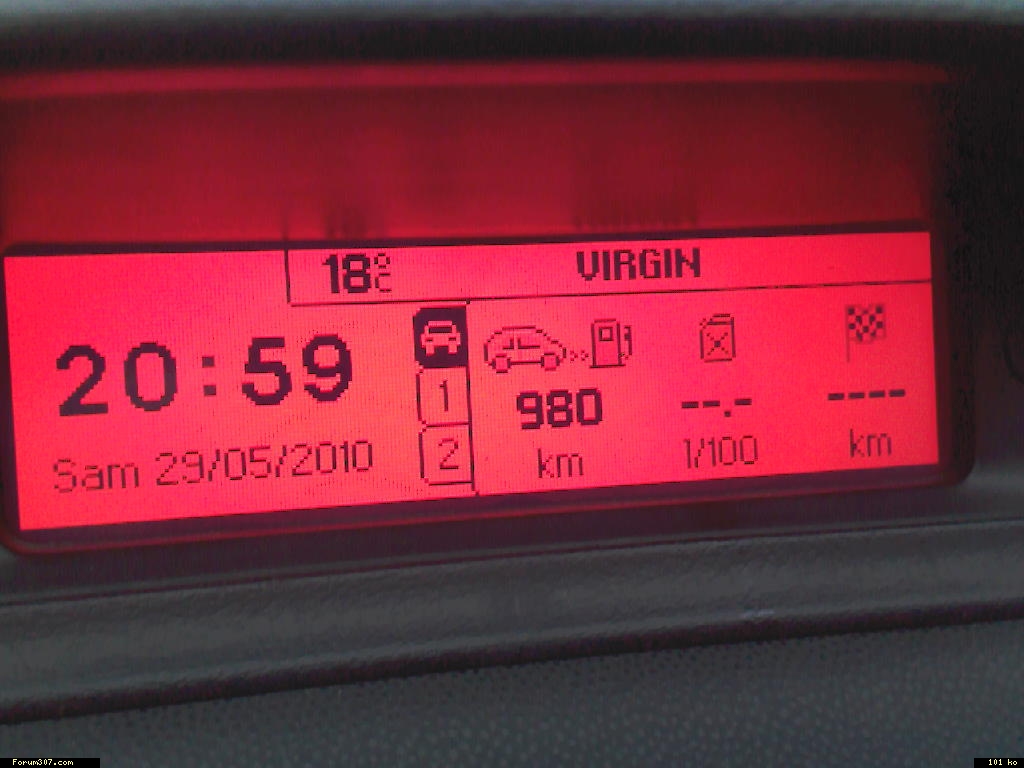 18°C VIRGIN
20:59
1
2
980 --.- ----
km l/100 km
Sam 29/05/2010
Forum307.com
101 ko